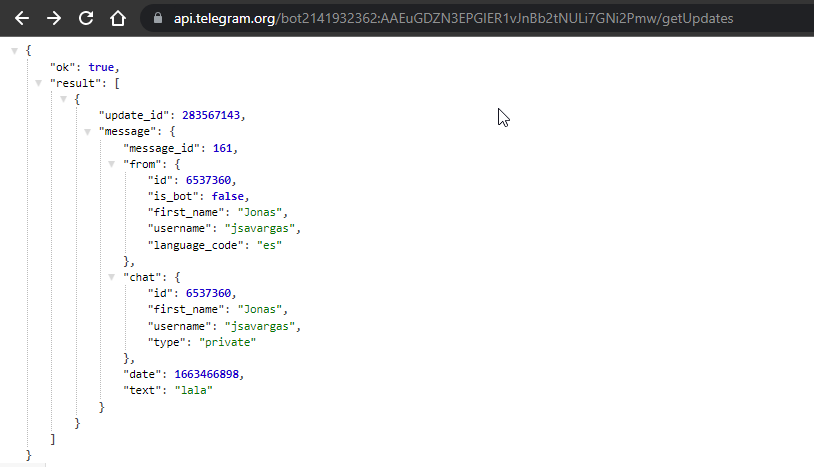 api.telegram.org/bot2141932362:AAEuGDZN3EPGIER1vJnBb2tNULi7GNi2Pmw/getUpdates
{
"ok": true,
"result": [
{
"update_id": 283567143,
"message": {
"message_id": 161,
"from": {
"id": 6537360,
"is_bot": false,
"first_name": "Jonas",
"username": "jsavargas",
"language_code": "es"
},
"chat": {
"id": 6537360,
"first_name": "Jonas",
"username": "jsavargas",
"type": "private"
},
"date": 1663466898,
"text": "lala"
}
}
]
}